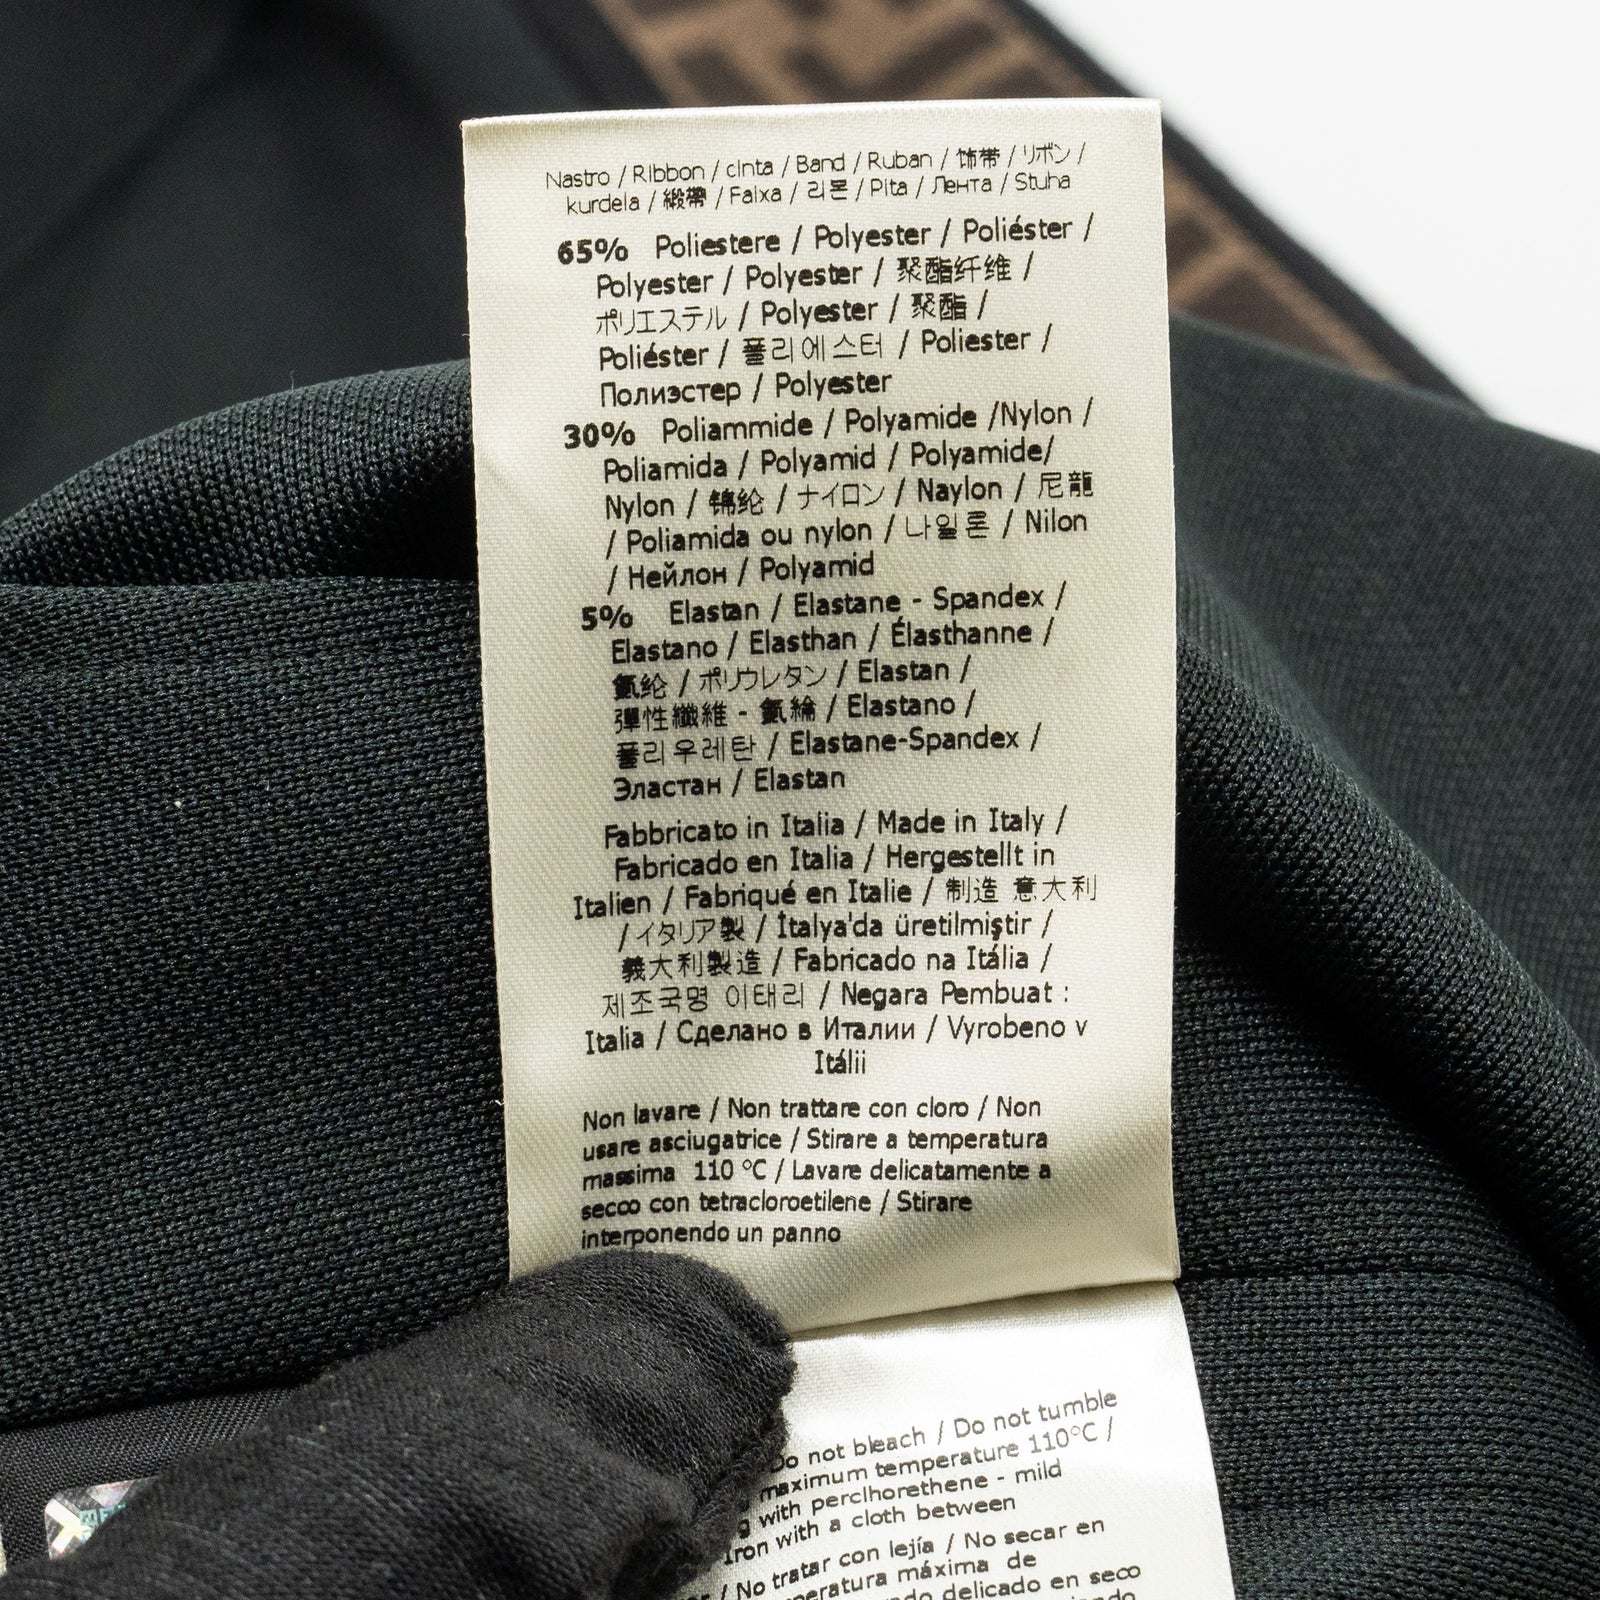 Nastro / Ribbon / cinta / Band / Ruban / 饰带 / リボン /
kurdela / 緞帶 / Faixa / 리본 / Pita / Лента / Stuha
65% Poliestere / Polyester / Poliéster /
Polyester / Polyester / 聚酯纤维 /
ポリエステル / Polyester / 聚酯 /
Poliéster / 폴리에스터 / Poliester /
Полиэстер / Polyester
30% Poliammide / Polyamide /Nylon /
Poliamida / Polyamid / Polyamide/
Nylon / 锦纶 / ナイロン / Naylon / 尼龍
/ Poliamida ou nylon / 나일론 / Nilon
/ Нейлон / Polyamid
5% Elastan / Elastane - Spandex /
Elastano / Elasthan / Élasthanne /
氨纶 / ポリウレタン / Elastan /
彈性纖維 - 氨綸 / Elastano /
폴리우레탄 / Elastane-Spandex /
Эластан / Elastan
Fabbricato in Italia / Made in Italy /
Fabricado en Italia / Hergestellt in
Italien / Fabriqué en Italie / 制造 意大利
/ イタリア製 / İtalya'da üretilmiştir /
義大利製造 / Fabricado na Itália /
제조국명 이태리 / Negara Pembuat :
Italia / Сделано в Италии / Vyrobeno v
Itálii
Non lavare / Non trattare con cloro / Non
usare asciugatrice / Stirare a temperatura
massima 110 °C / Lavare delicatamente a
secco con tetracloroetilene / Stirare
interponendo un panno
Do not bleach / Do not tumble
maximum temperature 110°C /
with perclhorethene - mild
Iron with a cloth between
/ No tratar con lejía / No secar en
máxima de
delicado en seco